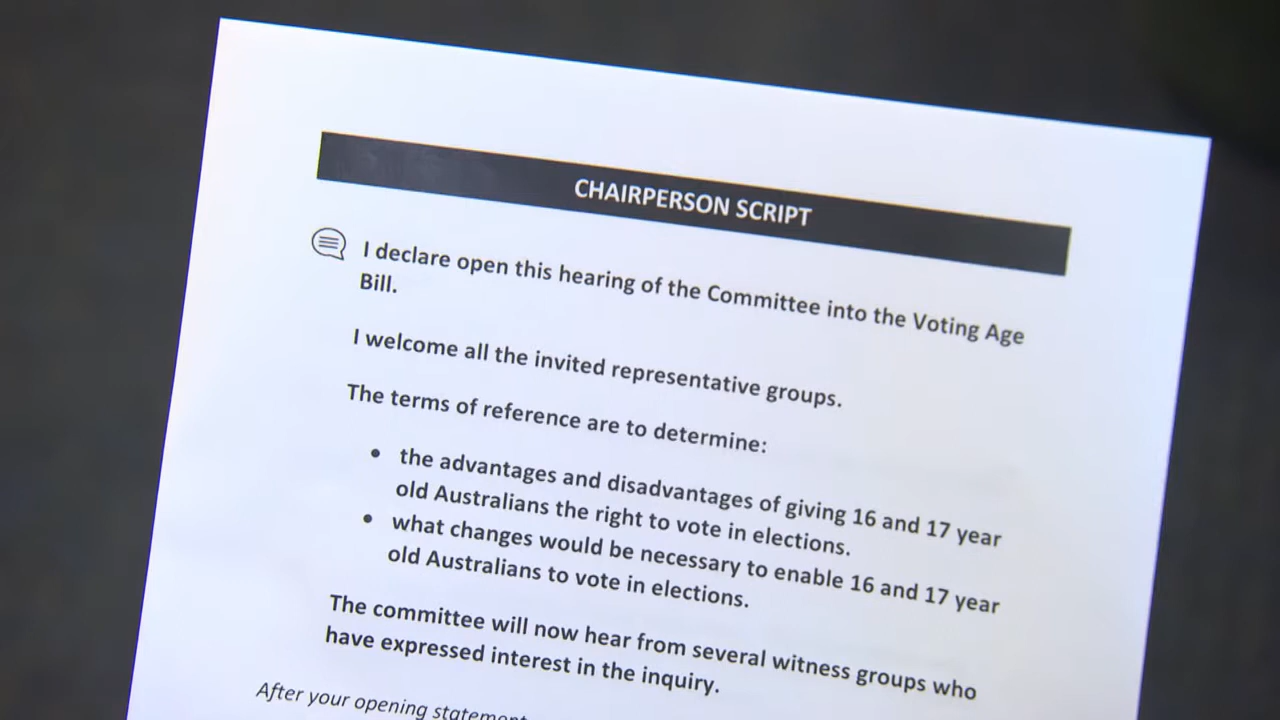 CHAIRPERSON SCRIPT
I declare open this hearing of the Committee into the Voting Age
Bill.
I welcome all the invited representative groups.
The terms of reference are to determine:
• the advantages and disadvantages of giving 16 and 17 year
old Australians the right to vote in elections.
• what changes would be necessary to enable 16 and 17 year
old Australians to vote in elections.
The committee will now hear from several witness groups who
have expressed interest in the inquiry.
After your opening statement